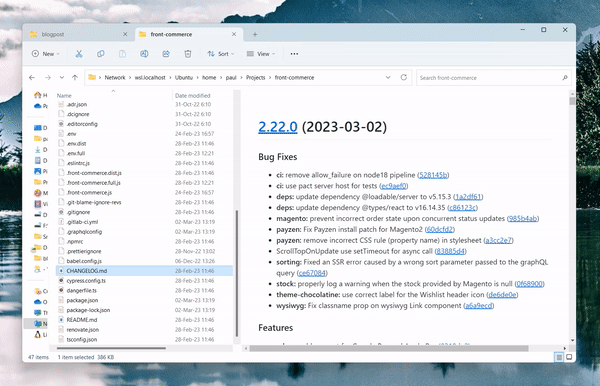 blogpost
front-commerce
New
Sort
View
Network > wsl.localhost > Ubuntu > home > paul > Projects > front-commerce
Search front-commerce
Name Date modified
.adr.json 31-Oct-22 6:10
.dcignore 31-Oct-22 6:10
.editorconfig 31-Oct-22 6:10
.env 24-Feb-23 16:57
.env.dist 28-Feb-23 11:46
.env.full 28-Feb-23 11:46
.eslintrc.js 28-Feb-23 11:46
.front-commerce.dist.js 28-Feb-23 11:46
.front-commerce.full.js 28-Feb-23 12:21
.front-commerce.js 24-Feb-23 16:57
.git-blame-ignore-revs 28-Feb-23 11:46
.gitignore 28-Feb-23 11:46
.gitlab-ci.yml 02-Mar-23 11:46
.graphqlconfig 02-Mar-23 11:46
.npmrc 28-Feb-23 11:46
.prettierignore 28-Nov-22 11:46
babel.config.js 06-Dec-22 13:26
CHANGELOG.md 28-Feb-23 11:46
cypress.config.ts 28-Feb-23 11:46
dangerfile.ts 28-Feb-23 11:46
package.json 02-Mar-23 11:46
package-lock.json 02-Mar-23 11:46
README.md 28-Feb-23 11:46
renovate.json 28-Feb-23 11:46
tsconfig.json 28-Feb-23 11:46
2.22.0 (2023-03-02)
Bug Fixes
ci: remove allow_failure on node18 pipeline (528145b)
ci: use pact server host for tests (ec9aef0)
deps: update dependency @loadable/server to v5.15.3 (1a2df61)
deps: update dependency @types/react to v16.14.35 (c86123c)
magento: prevent incorrect order state upon concurrent status updates (985b4ab)
payzen: Fix Payzen install patch for Magento2 (60dcfd2)
payzen: remove incorrect CSS rule (property name) in stylesheet (a3cc2e7)
ScrollTopOnUpdate use setTimeout for async call (83885d4)
sorting: Fixed an SSR error caused by a wrong sort parameter passed to the graphQL
query (ce67084)
stock: properly log a warning when the stock provided by Magento is null (0f68900)
theme-chocolatine: use correct label for the Wishlist header icon (de6de0e)
wysiwyg: Fix classname prop on wysiwyg Link component (a6a9ecd)
Features
47 items 1 item selected 386 KB